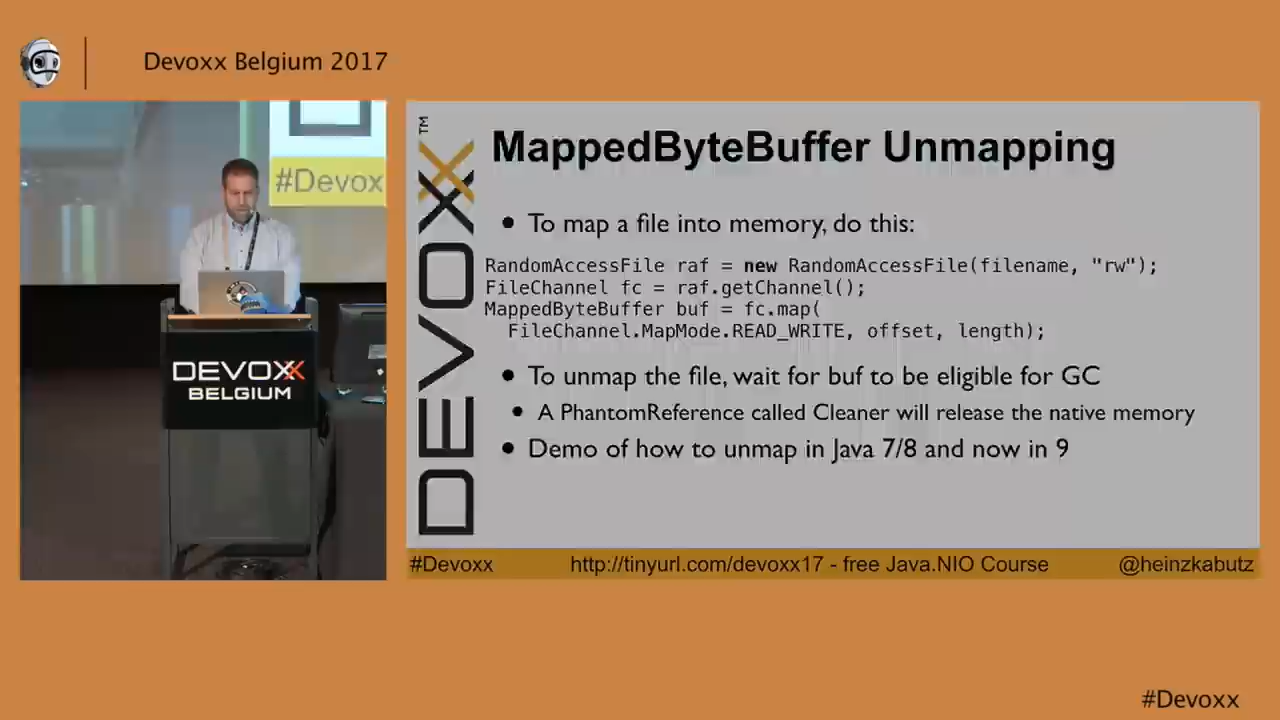 Devoxx Belgium 2017
#Devox
DEVOXX
BELGIUM
DEVOXX™
MappedByteBuffer Unmapping
• To map a file into memory, do this:
RandomAccessFile raf = new RandomAccessFile(filename, "rw");
FileChannel fc = raf.getChannel();
MappedByteBuffer buf = fc.map(
FileChannel.MapMode.READ_WRITE, offset, length);
• To unmap the file, wait for buf to be eligible for GC
• A PhantomReference called Cleaner will release the native memory
• Demo of how to unmap in Java 7/8 and now in 9
#Devoxx http://tinyurl.com/devoxx17 - free Java.NIO Course @heinzkabutz
#Devoxx